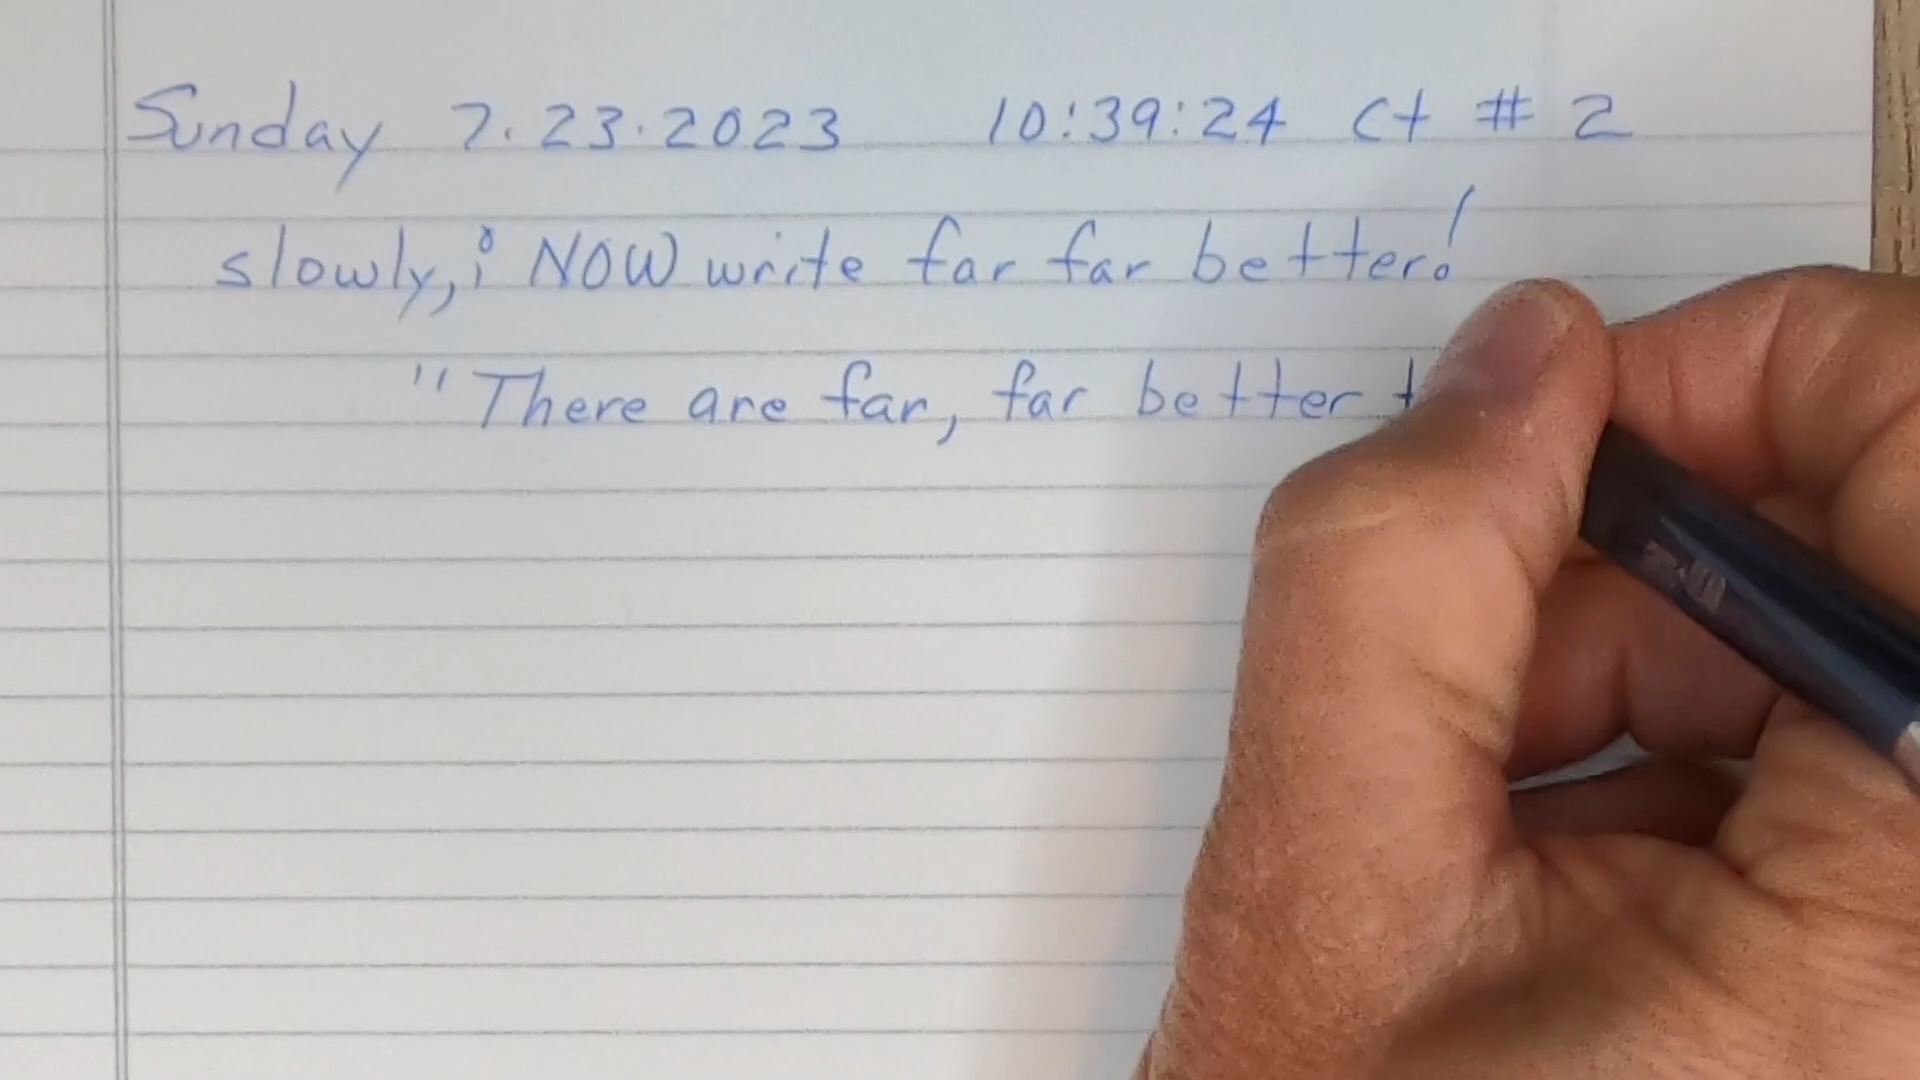 Sunday 7.23.2023 10:39:24 Ct # 2
slowly, i NOW write far far better!
"There are far, far better t